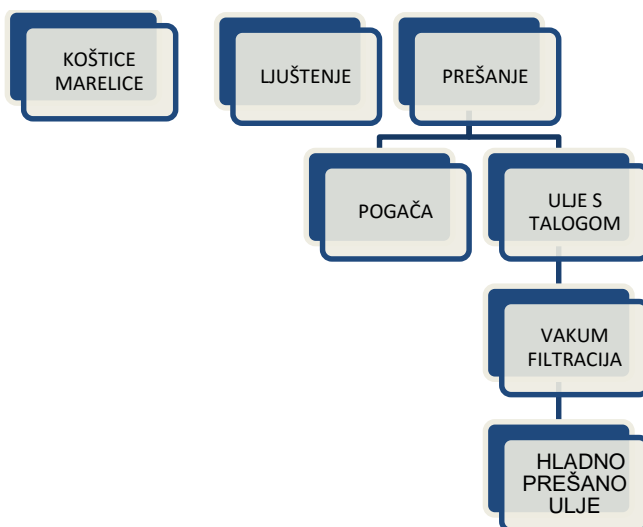 KOŠTICE
MARELICE
LJUŠTENJE
PREŠANJE
POGAČA
ULJE S
TALOGOM
VAKUM
FILTRACIJA
HLADNO
PREŠANO
ULJE